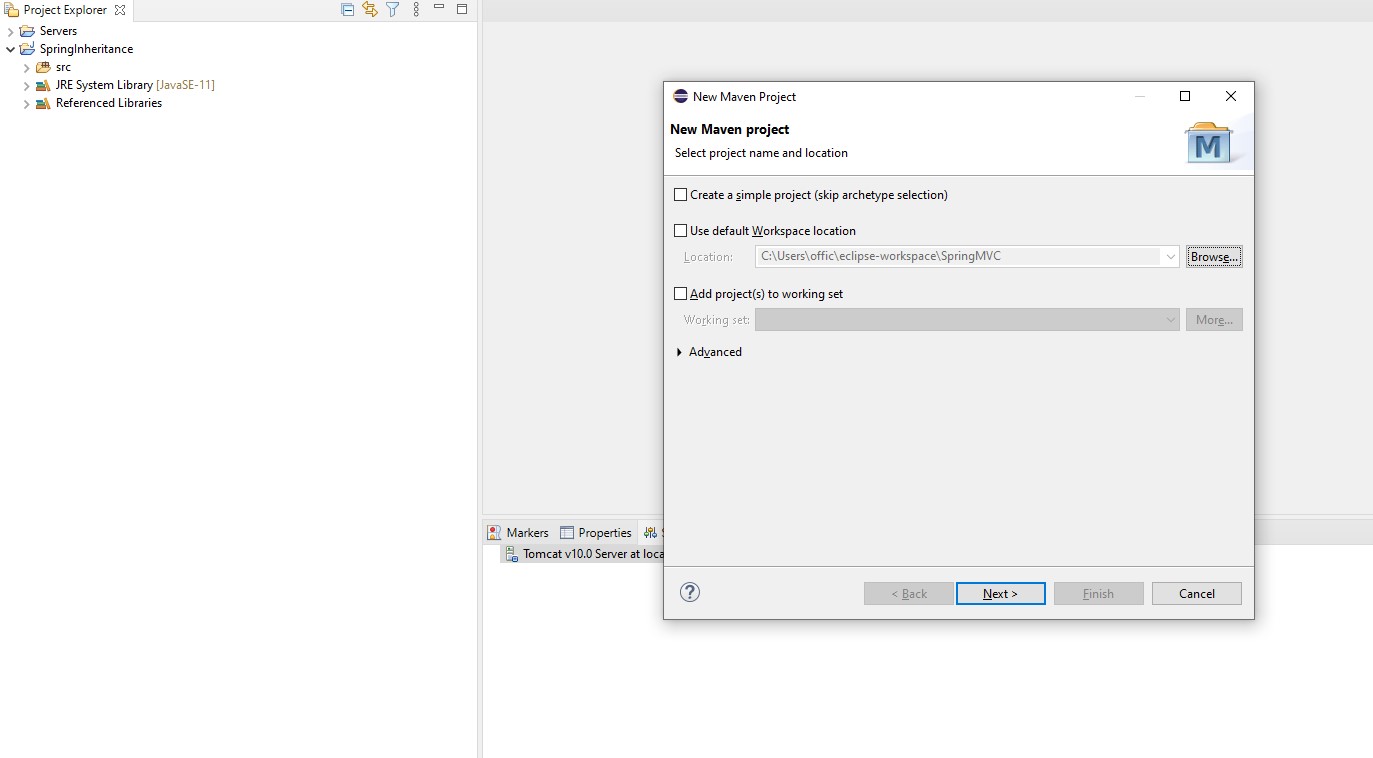 Project Explorer
Servers
SpringInheritance
src
JRE System Library [JavaSE-11]
Referenced Libraries
New Maven Project
New Maven project
Select project name and location
M
Create a simple project (skip archetype selection)
Use default Workspace location
Location: C:\Users\offic\eclipse-workspace\SpringMVC Browse...
Add project(s) to working set
Working set: More...
Advanced
Markers Properties
Tomcat v10.0 Server at loca
? < Back Next > Finish Cancel